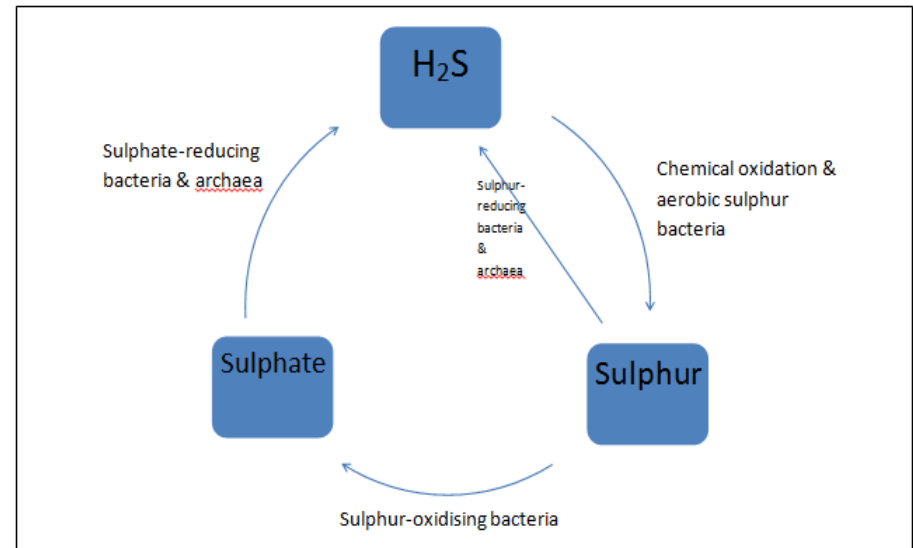 H₂S
Sulphate-reducing
bacteria & archaea
Sulphur-
reducing
bacteria
&
archaea
Chemical oxidation &
aerobic sulphur
bacteria
Sulphate
Sulphur
Sulphur-oxidising bacteria